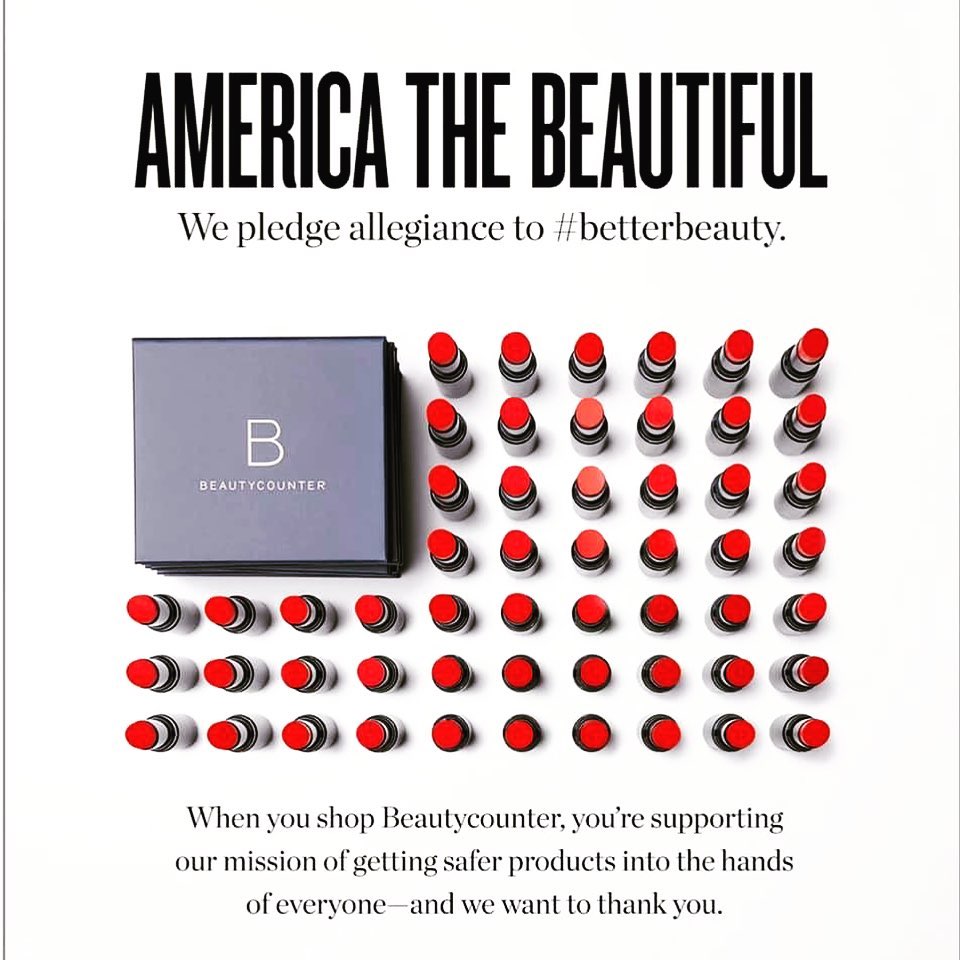 AMERICA THE BEAUTIFUL
We pledge allegiance to #betterbeauty.
B
BEAUTYCOUNTER
When you shop Beautycounter, you're supporting
our mission of getting safer products into the hands
of everyone—and we want to thank you.